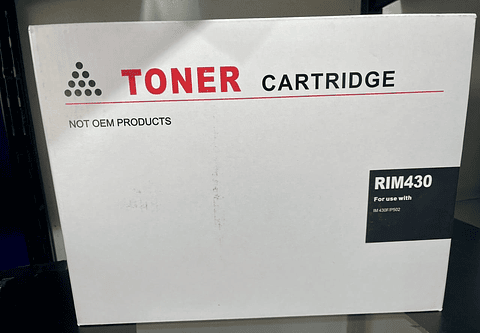 TONER CARTRIDGE
NOT OEM PRODUCTS
RIM430
For use with
IM 430F/P502